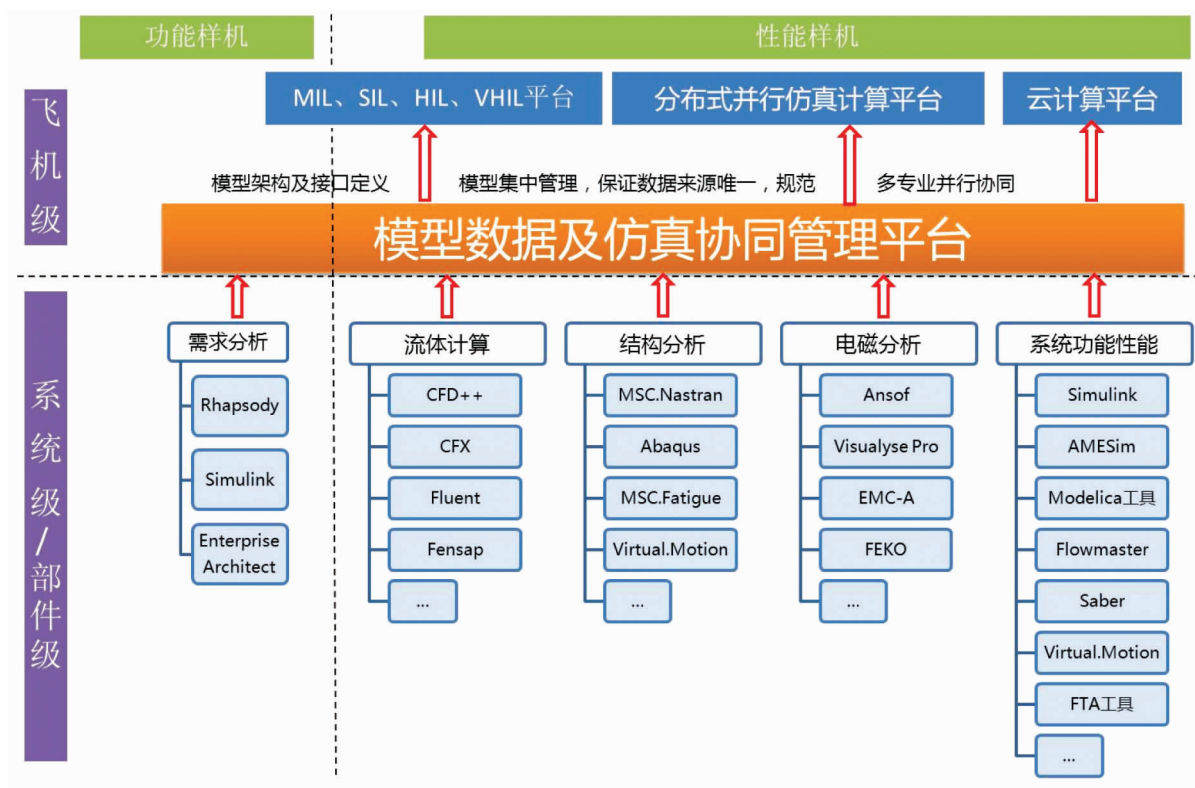 功能样机
性能样机
飞机级
MIL、SIL、HIL、VHIL平台
分布式并行仿真计算平台
云计算平台
模型架构及接口定义
模型集中管理，保证数据来源唯一，规范
多专业并行协同
模型数据及仿真协同管理平台
系统级/部件级
需求分析
Rhapsody
Simulink
Enterprise
Architect
流体计算
CFD++
CFX
Fluent
Fensap
...
结构分析
MSC.Nastran
Abaqus
MSC.Fatigue
Virtual.Motion
...
电磁分析
Ansof
Visualyse Pro
EMC-A
FEKO
...
系统功能性能
Simulink
AMESim
Modelica工具
Flowmaster
Saber
Virtual.Motion
FTA工具
...